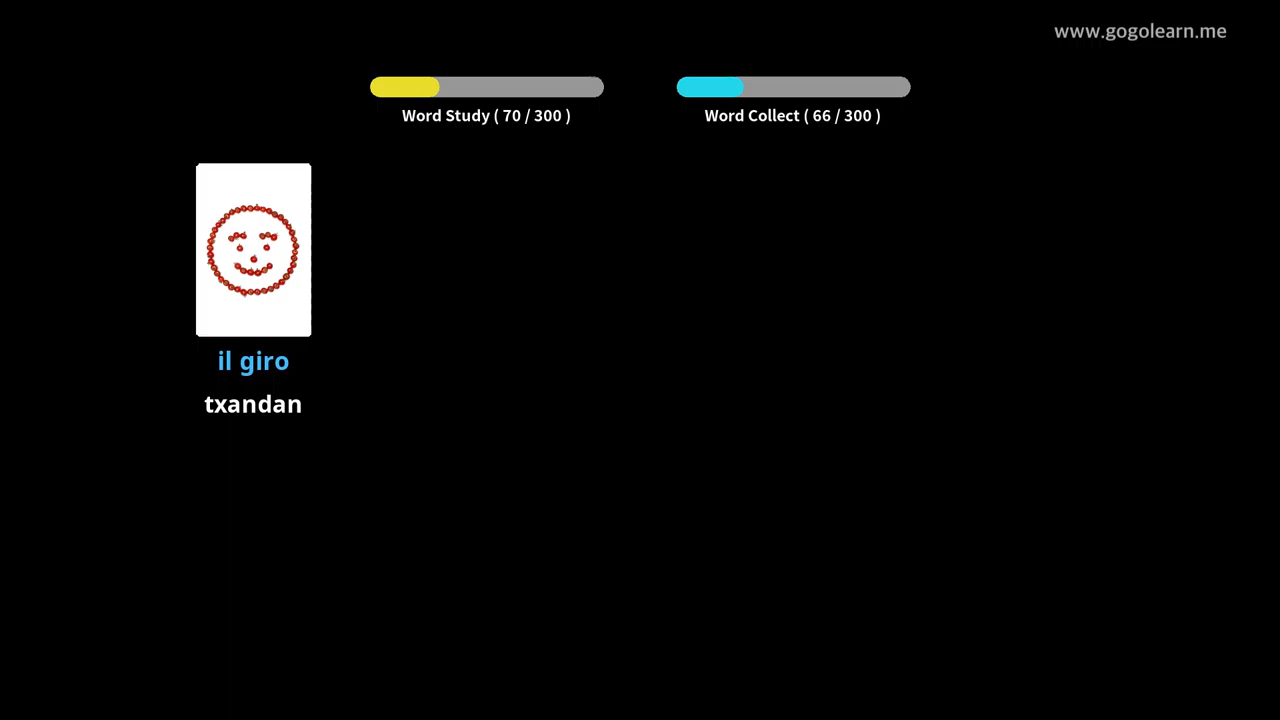 www.gogolearn.me
Word Study ( 70 / 300 )
Word Collect ( 66 / 300 )
il giro
txandan